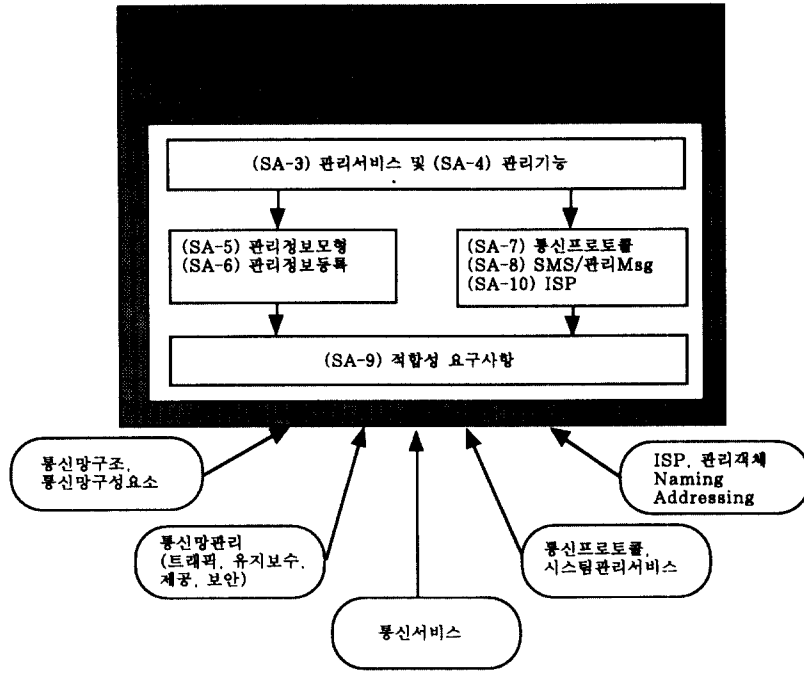 (SA-3) 관리서비스 및 (SA-4) 관리기능
(SA-5) 관리정보모형
(SA-6) 관리정보등록
(SA-7) 통신프로토콜
(SA-8) SMS/관리Msg
(SA-10) ISP
(SA-9) 적합성 요구사항
통신망구조,
통신망구성요소
ISP, 관리객체
Naming
Addressing
통신망관리
(트래픽, 유지보수,
제공, 보안)
통신프로토콜,
시스템관리서비스
통신서비스